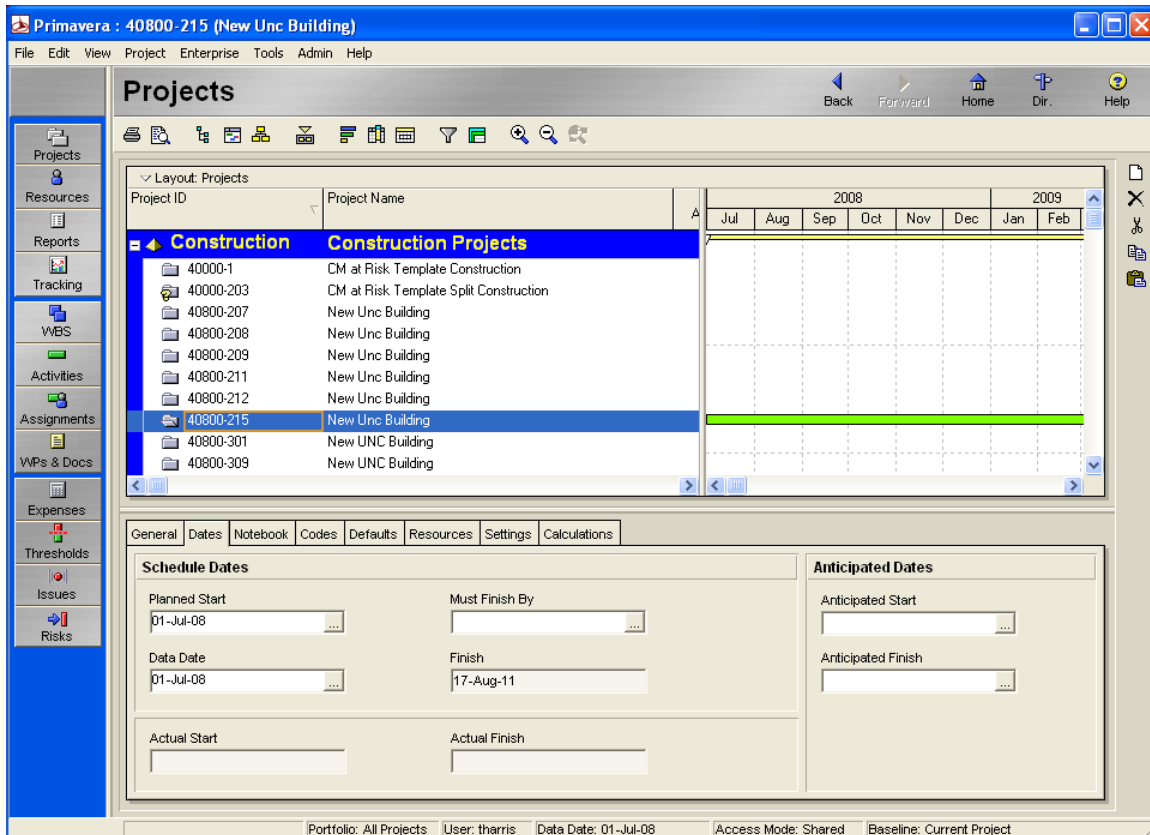 Primavera : 40800-215 (New Unc Building)
File Edit View Project Enterprise Tools Admin Help
Projects
Back Forward Home Dir. Help
Projects
Resources
Reports
Tracking
WBS
Activities
Assignments
WPs & Docs
Expenses
Thresholds
Issues
Risks
Layout: Projects
Project ID Project Name A
2008 2009
Jul Aug Sep Oct Nov Dec Jan Feb
Construction Construction Projects
40000-1 CM at Risk Template Construction
40000-203 CM at Risk Template Split Construction
40800-207 New Unc Building
40800-208 New Unc Building
40800-209 New Unc Building
40800-211 New Unc Building
40800-212 New Unc Building
40800-215 New Unc Building
40800-301 New UNC Building
40800-309 New UNC Building
General Dates Notebook Codes Defaults Resources Settings Calculations
Schedule Dates Anticipated Dates
Planned Start Must Finish By Anticipated Start
01-Jul-08 ... ... ...
Data Date Finish Anticipated Finish
01-Jul-08 ... 17-Aug-11 ...
Actual Start Actual Finish
Portfolio: All Projects User: tharris Data Date: 01-Jul-08 Access Mode: Shared Baseline: Current Project